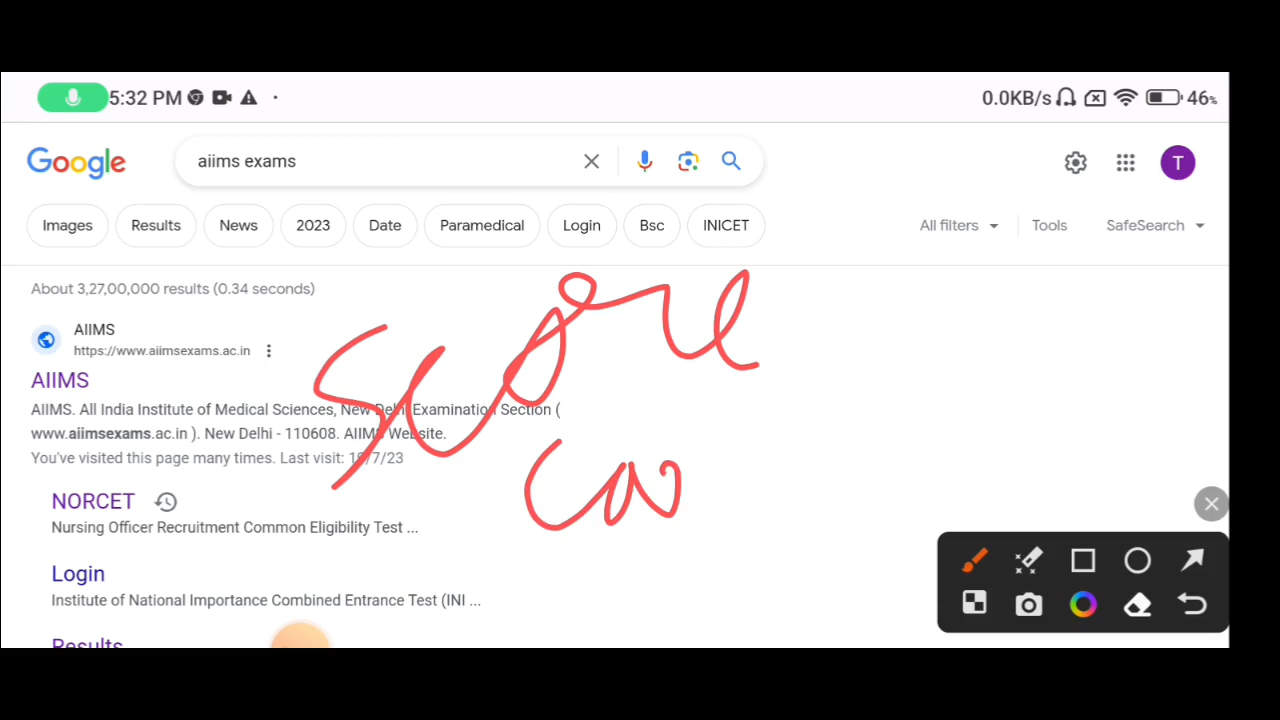 5:32 PM
0.0KB/s 46%
Google
aiims exams
T
Images Results News 2023 Date Paramedical Login Bsc INICET All filters Tools SafeSearch
About 3,27,00,000 results (0.34 seconds)
AIIMS
https://www.aiimsexams.ac.in
AIIMS
AIIMS. All India Institute of Medical Sciences, New Delhi Examination Section (
www.aiimsexams.ac.in ). New Delhi - 110608. AIIMS Website.
You've visited this page many times. Last visit: /7/23
Score
NORCET
Nursing Officer Recruitment Common Eligibility Test ...
Login
Institute of National Importance Combined Entrance Test (INI ...
Results